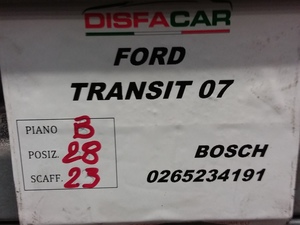 DISFACAR
FORD
TRANSIT 07
PIANO B
POSIZ. 28
SCAFF. 23
BOSCH
0265234191